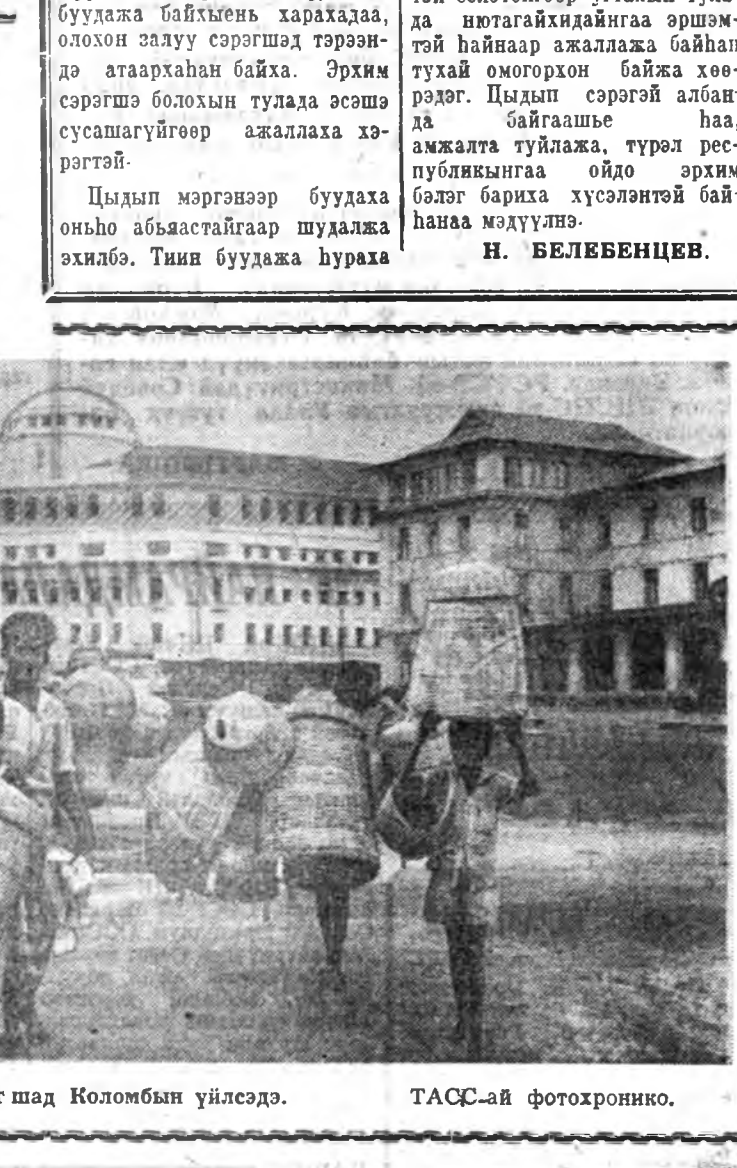 буудажа байхыень харахадаа,
олохон залуу сэрэгшэд тэрээн-
дэ атаархаһан байха. Эрхим
сэрэгшэ болохын тулада эсэшэ
сусашагүйгөөр ажаллаха хэ-
рэгтэй.
Цыдып мэргэнээр буудаха
оньһо абьяастайгаар шудалжа
эхилбэ. Тиин буудажа һураха
да нютагайхидайнгаа эршэм-
тэй һайнаар ажаллажа байһан
тухай омогорхон байжа хөө-
рэдэг. Цыдып сэрэгэй албан-
да байгаашье һаа,
амжалта туйлажа, түрэл рес-
публикынгаа ойдо эрхим
бэлэг бариха хүсэлэнтэй бай-
һанаа мэдүүлнэ.
Н. БЕЛЕБЕНЦЕВ.
шад Коломбын үйлсэдэ.
ТАСС-ай фотохронико.